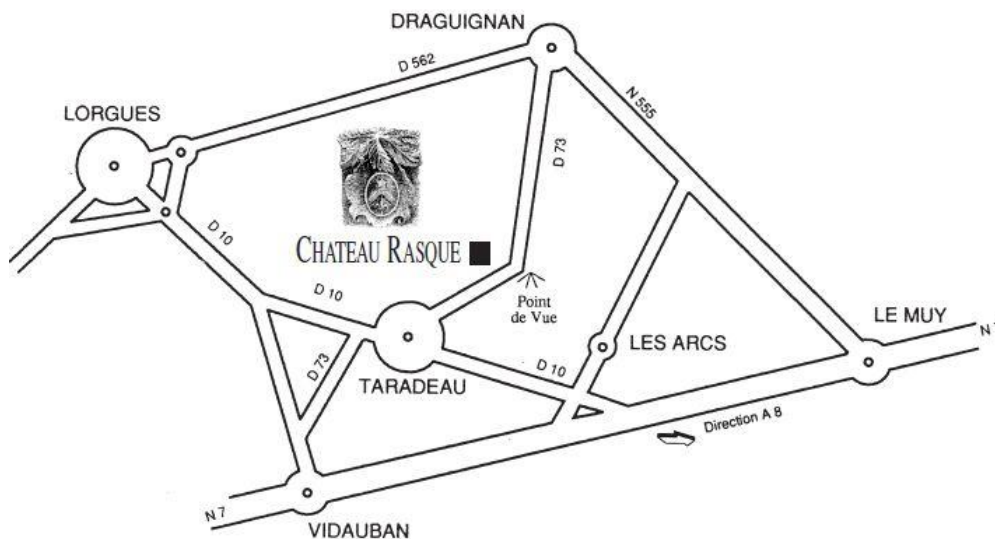 DRAGUIGNAN
D 562
LORGUES
N 555
D 73
CHATEAU RASQUE
D 10
D 10
Point
de Vue
LE MUY
N
LES ARCS
D 10
D 73
TARADEAU
Direction A 8
N 7
VIDAUBAN